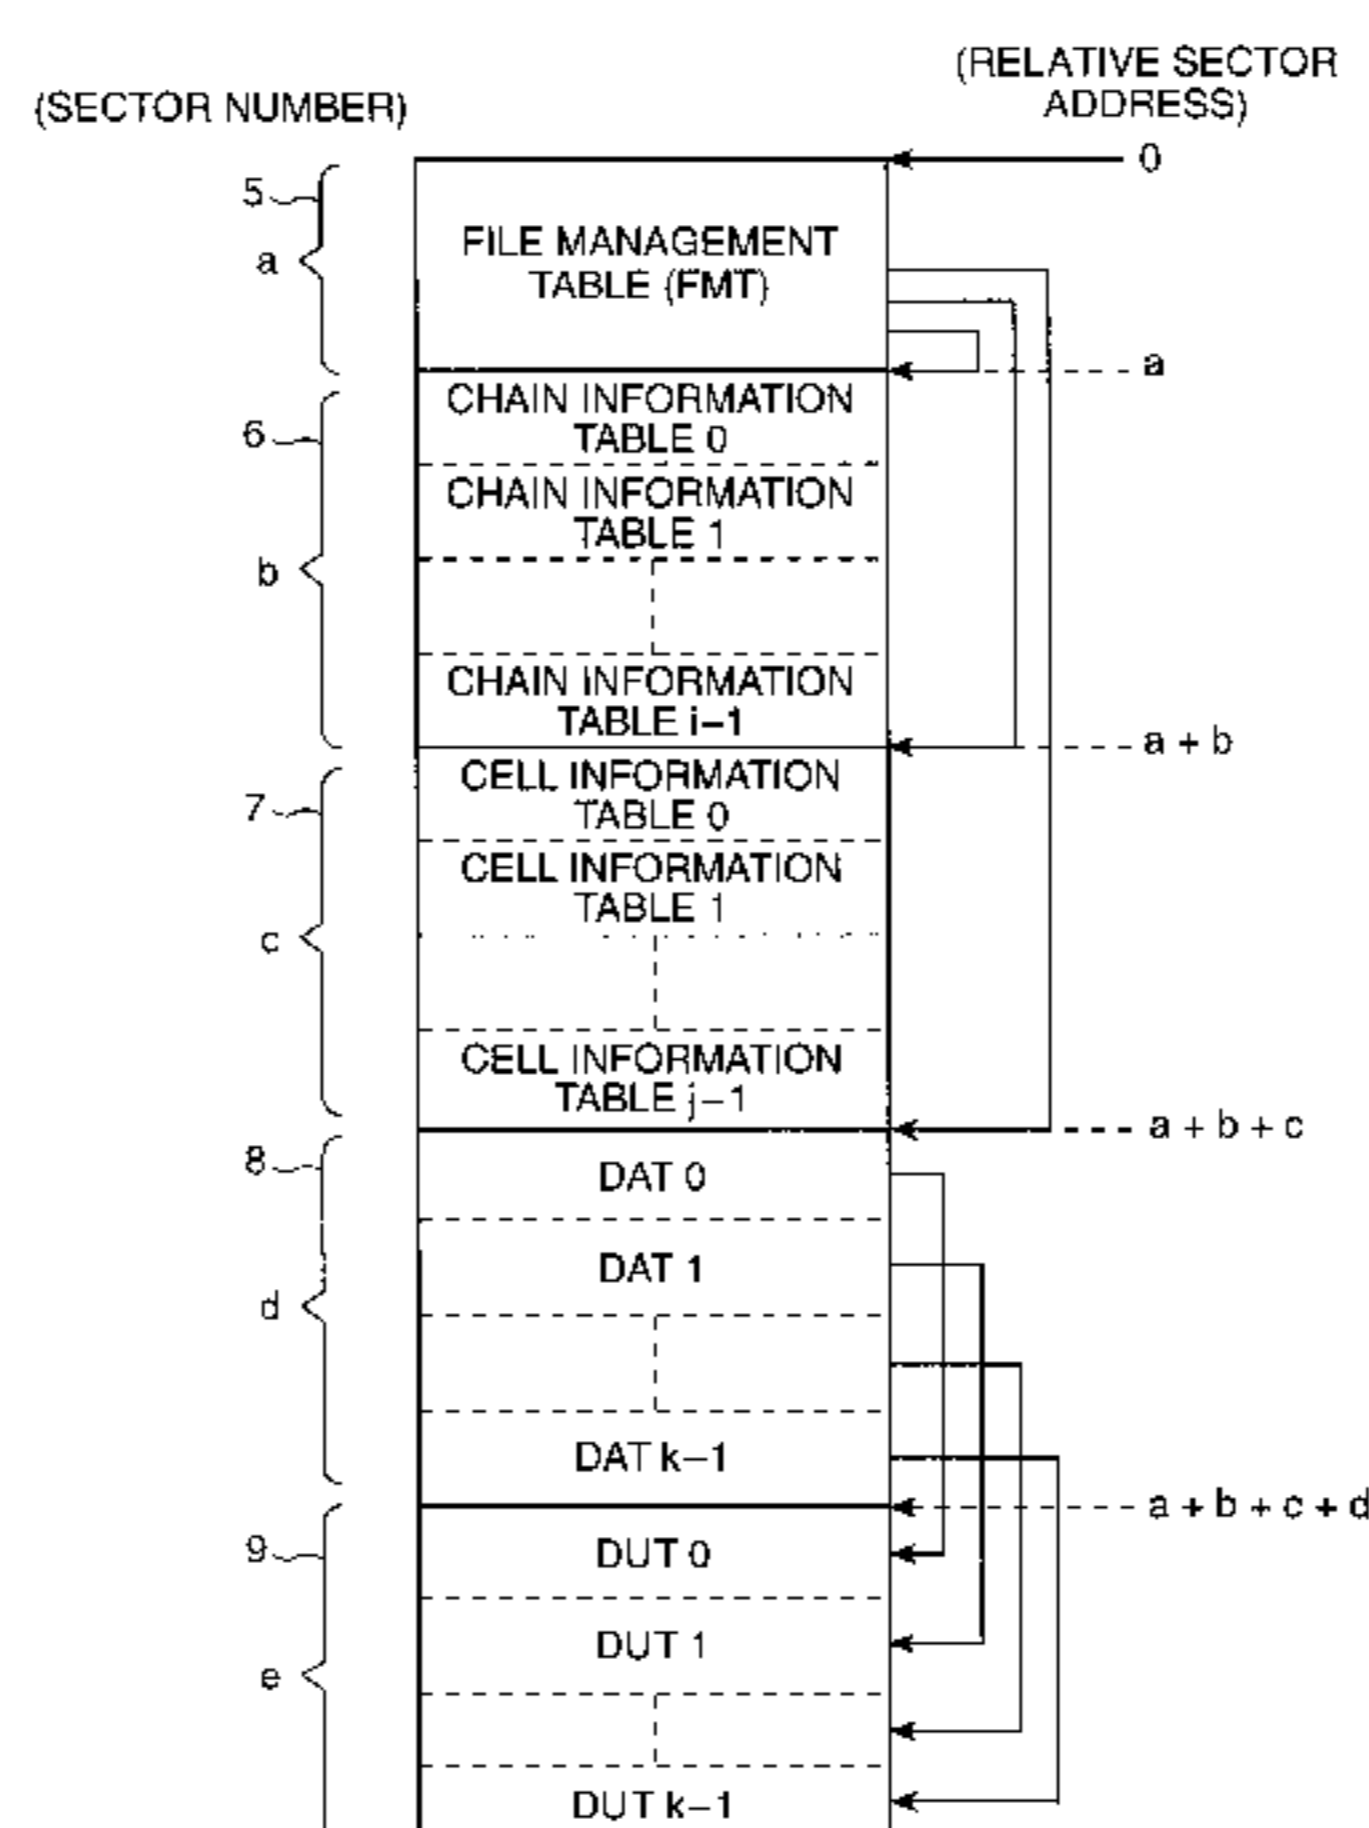 (RELATIVE SECTOR
ADDRESS)
(SECTOR NUMBER)
0
5
a
FILE MANAGEMENT
TABLE (FMT)
a
CHAIN INFORMATION
TABLE 0
6
CHAIN INFORMATION
TABLE 1
b
CHAIN INFORMATION
TABLE i–1
a + b
CELL INFORMATION
TABLE 0
7
CELL INFORMATION
TABLE 1
c
CELL INFORMATION
TABLE j–1
a + b + c
8
DAT 0
DAT 1
d
DAT k–1
a + b + c + d
9
DUT 0
DUT 1
e
DUT k–1